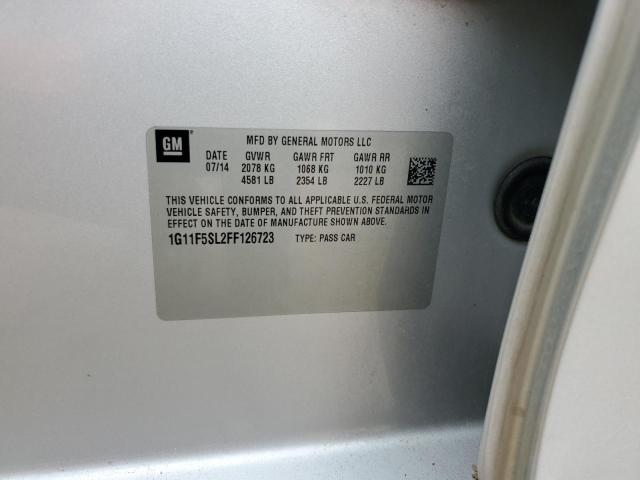 GM
MFD BY GENERAL MOTORS LLC
DATE GVWR GAWR FRT GAWR RR
07/14 2078 KG 1068 KG 1010 KG
4581 LB 2354 LB 2227 LB
THIS VEHICLE CONFORMS TO ALL APPLICABLE U.S. FEDERAL MOTOR
VEHICLE SAFETY, BUMPER, AND THEFT PREVENTION STANDARDS IN
EFFECT ON THE DATE OF MANUFACTURE SHOWN ABOVE.
1G11F5SL2FF126723 TYPE: PASS CAR